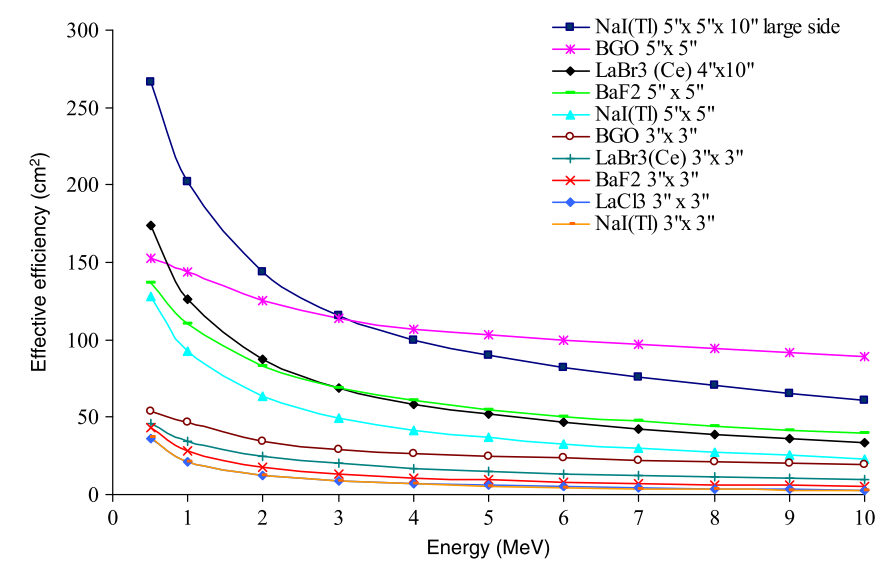 300
250
200
150
100
50
0
Effective efficiency (cm²)
NaI(Tl) 5"x 5"x 10" large side
BGO 5"x 5"
LaBr3 (Ce) 4"x10"
BaF2 5" x 5"
NaI(Tl) 5"x 5"
BGO 3"x 3"
LaBr3(Ce) 3"x 3"
BaF2 3"x 3"
LaCl3 3" x 3"
NaI(Tl) 3"x 3"
0 1 2 3 4 5 6 7 8 9 10
Energy (MeV)